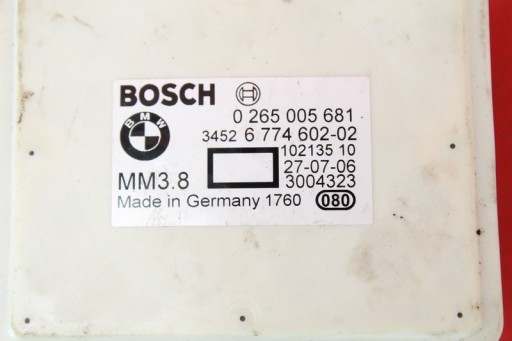 BOSCH
0 265 005 681
BMW
3452 6 774 602-02
102135 10
27-07-06
MM3.8
3004323
Made in Germany 1760
080